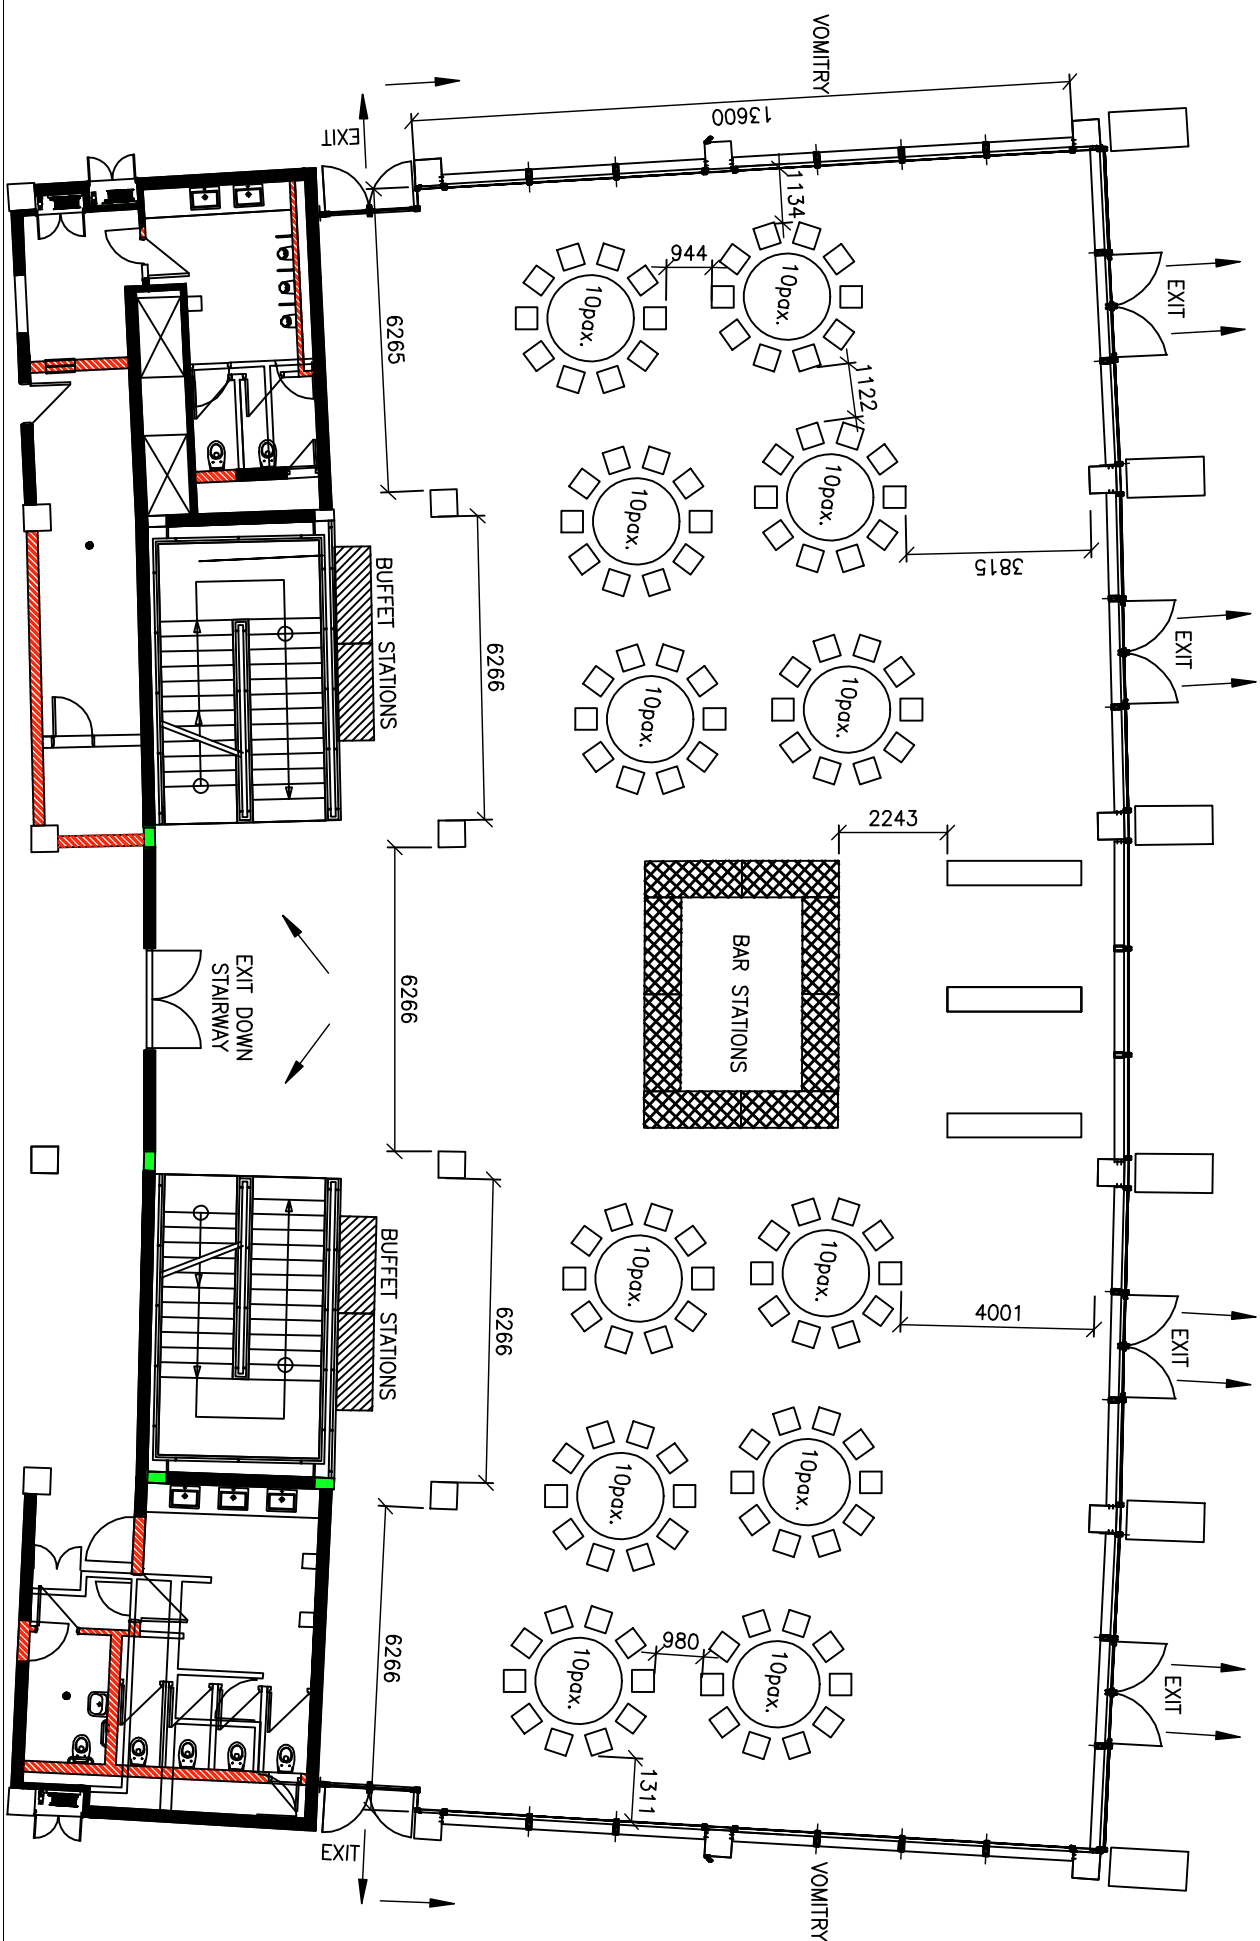 VOMITRY
13600
EXIT
1134
944
10pax.
10pax.
EXIT
6265
1122
10pax.
10pax.
3815
BUFFET STATIONS
6266
EXIT
10pax.
10pax.
2243
EXIT DOWN
STAIRWAY
6266
BAR STATIONS
BUFFET STATIONS
6266
10pax.
10pax.
4001
EXIT
10pax.
10pax.
6266
980
10pax.
10pax.
EXIT
1311
EXIT
VOMITRY